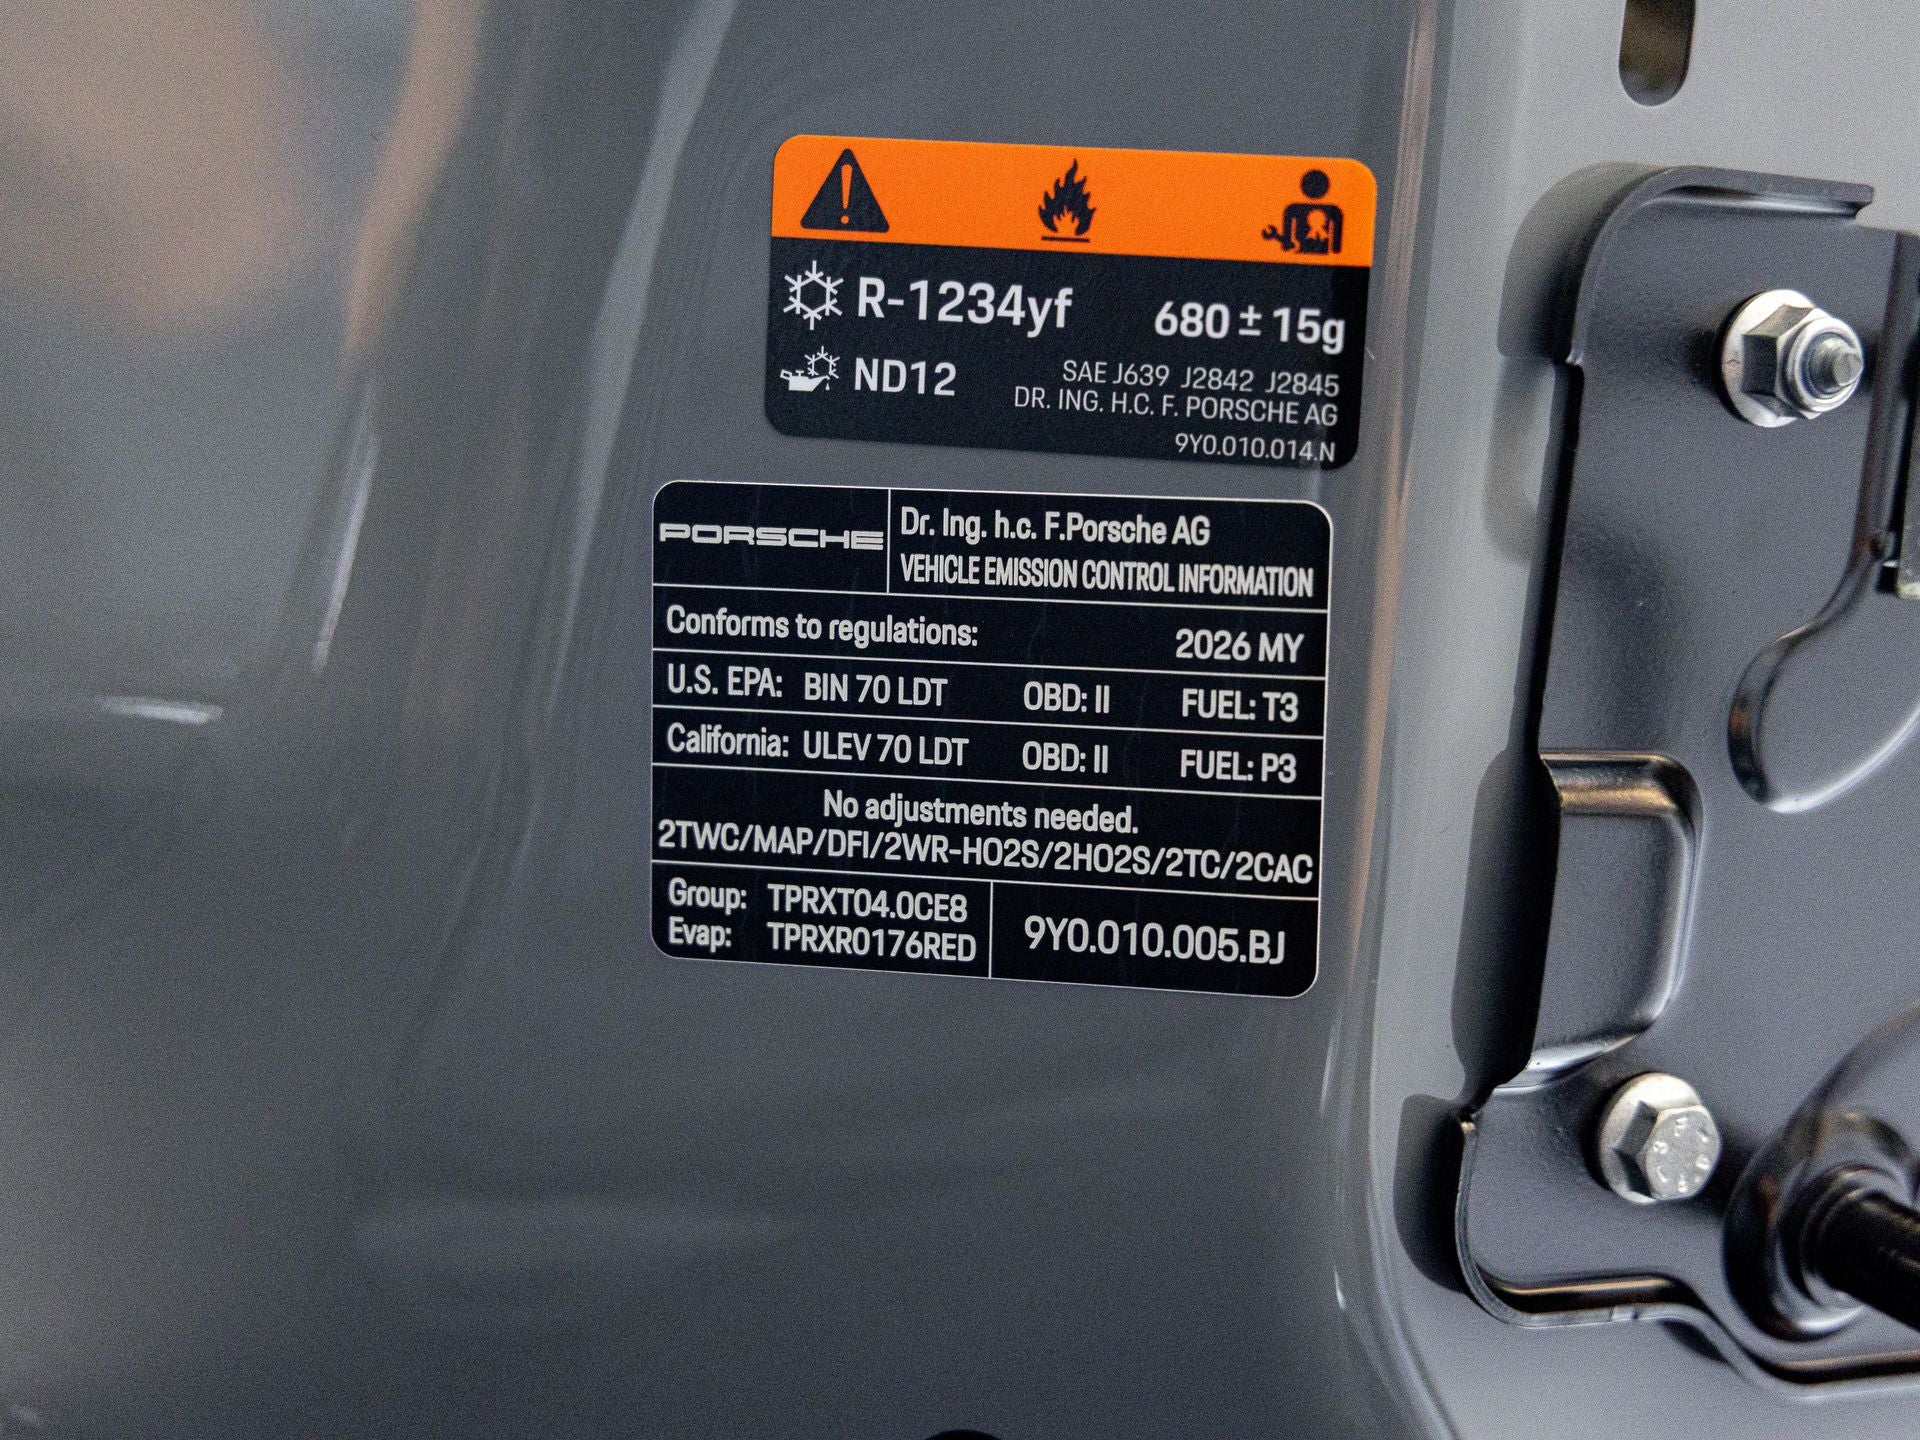 R-1234yf 680 ± 15g
ND12 SAE J639 J2842 J2845
DR. ING. H.C. F. PORSCHE AG
9Y0.010.014.N
PORSCHE Dr. Ing. h.c. F.Porsche AG
VEHICLE EMISSION CONTROL INFORMATION
Conforms to regulations: 2026 MY
U.S. EPA: BIN 70 LDT OBD: II FUEL: T3
California: ULEV 70 LDT OBD: II FUEL: P3
No adjustments needed.
2TWC/MAP/DFI/2WR-HO2S/2HO2S/2TC/2CAC
Group: TPRXT04.0CE8
Evap: TPRXR0176RED
9Y0.010.005.BJ